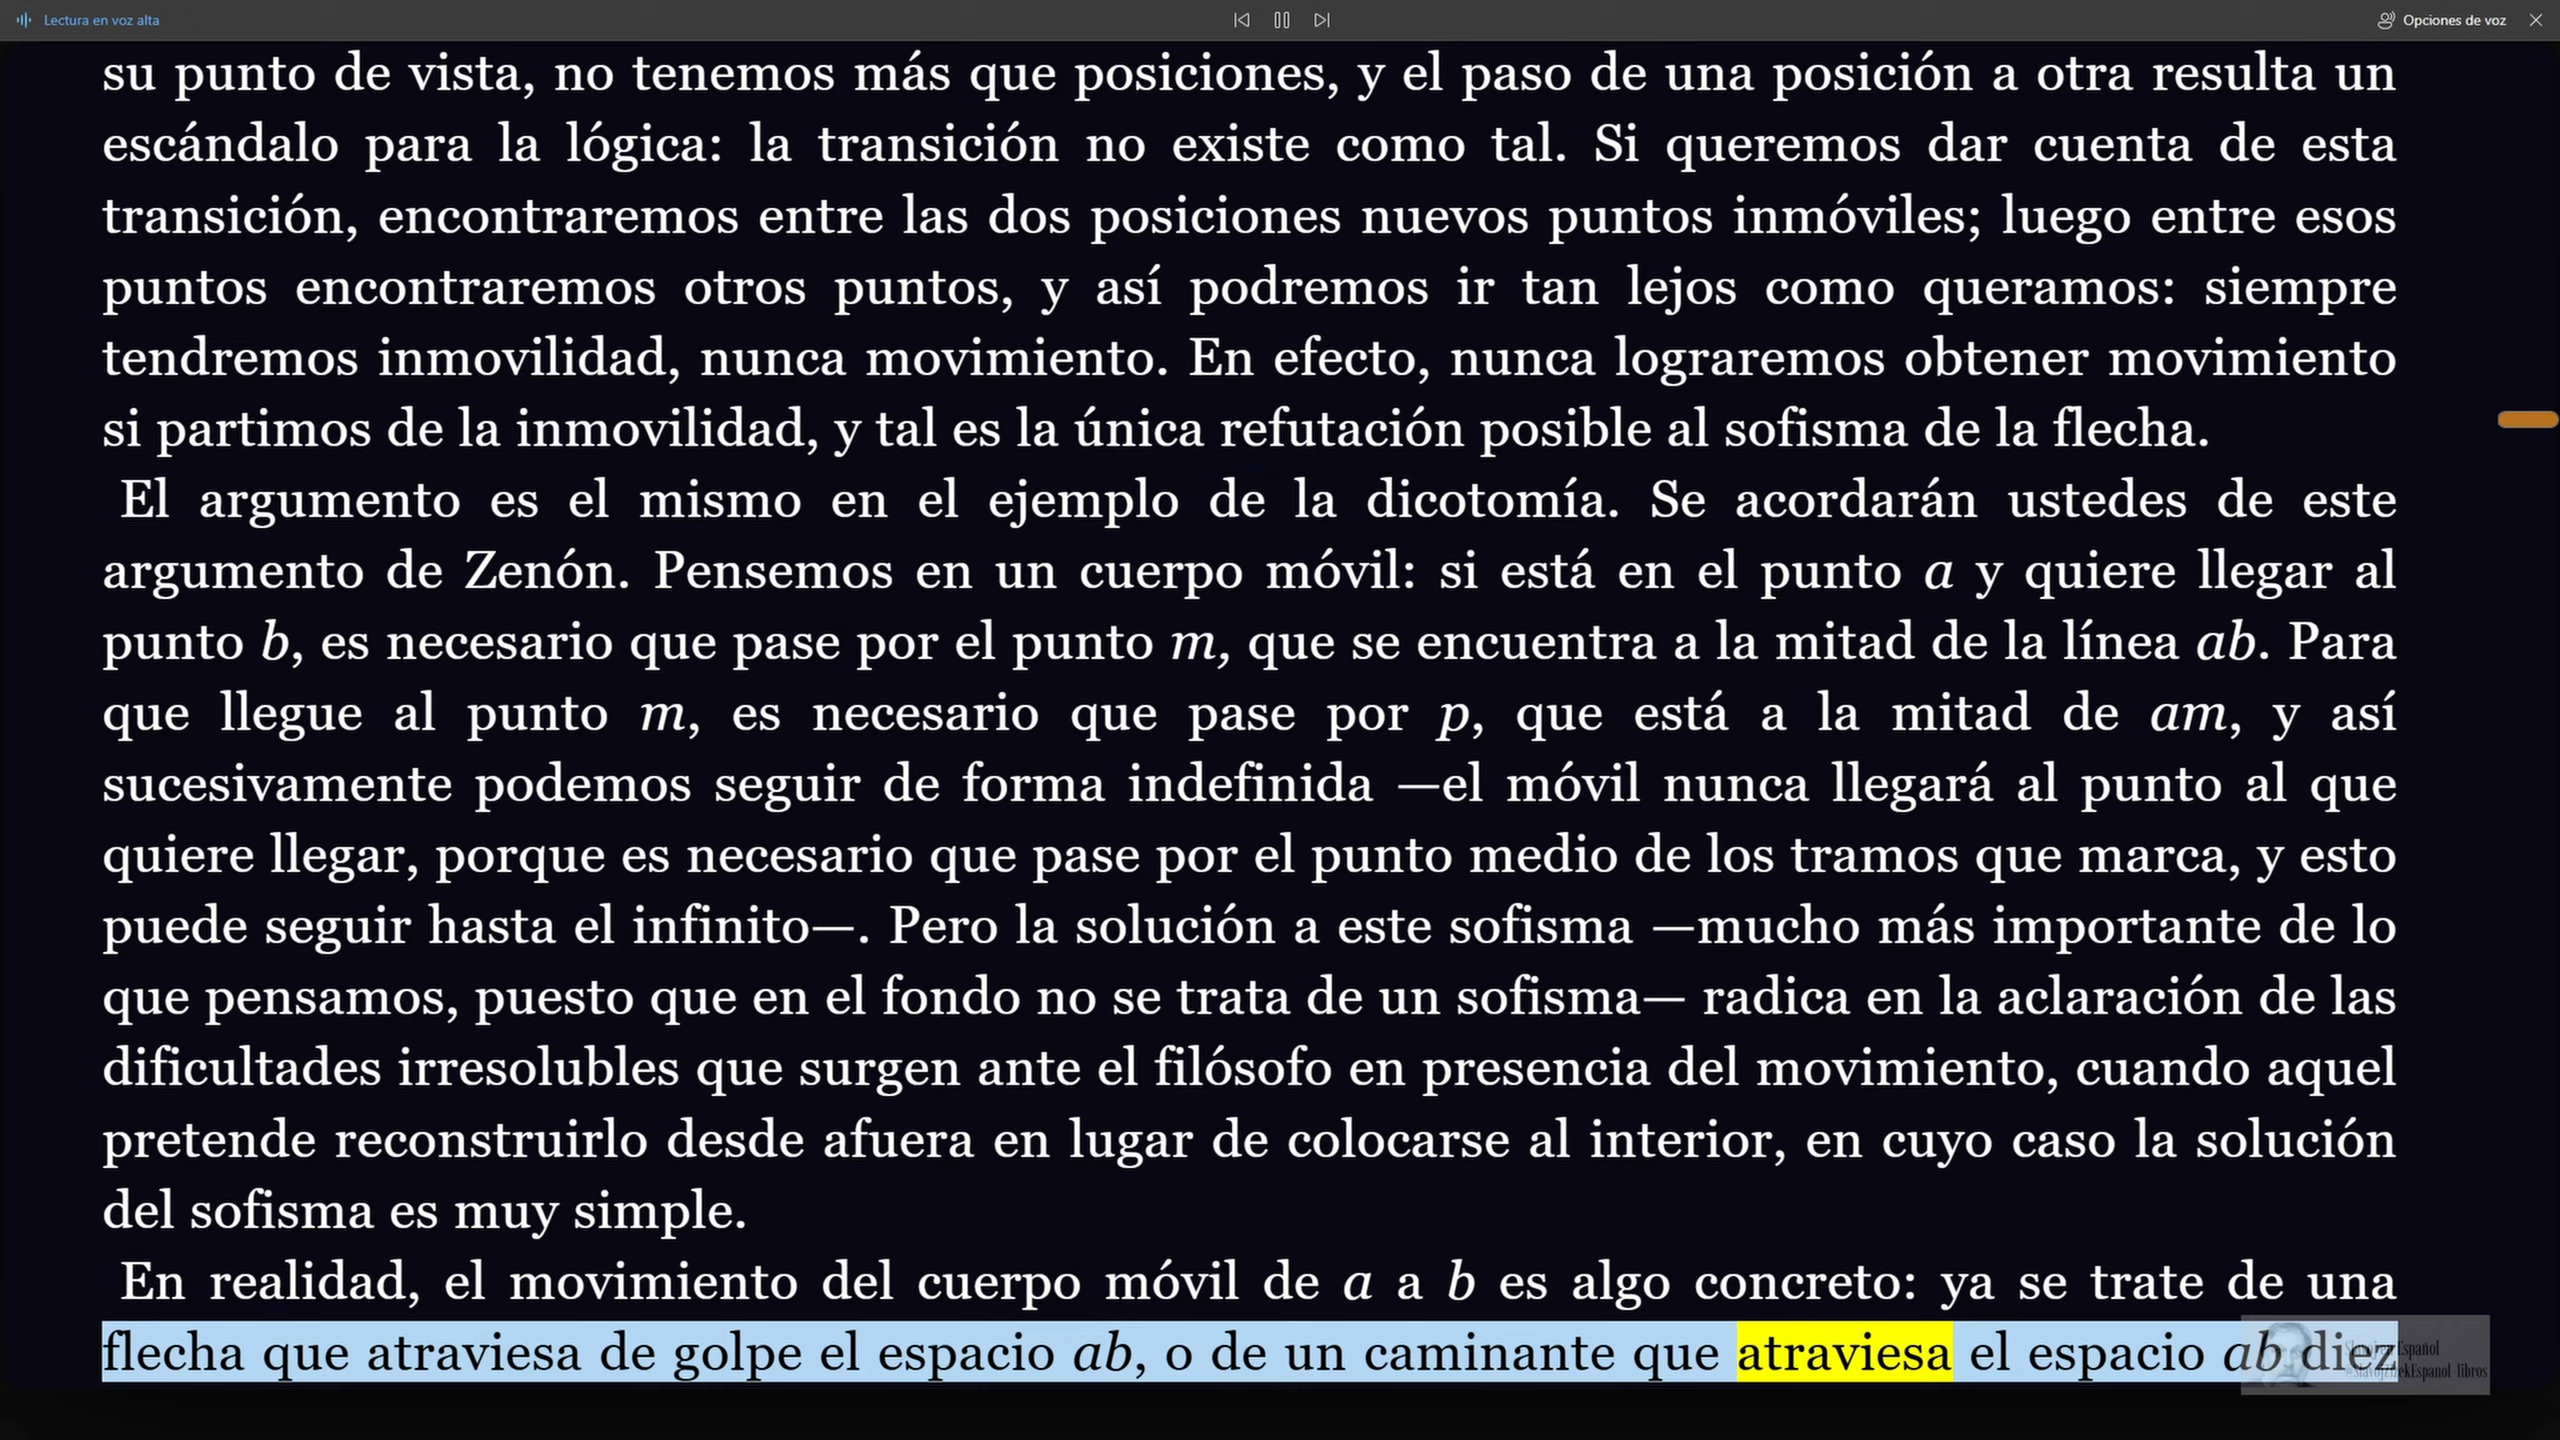 Lectura en voz alta
Opciones de voz
su punto de vista, no tenemos más que posiciones, y el paso de una posición a otra resulta un
escándalo para la lógica: la transición no existe como tal. Si queremos dar cuenta de esta
transición, encontraremos entre las dos posiciones nuevos puntos inmóviles; luego entre esos
puntos encontraremos otros puntos, y así podremos ir tan lejos como queramos: siempre
tendremos inmovilidad, nunca movimiento. En efecto, nunca lograremos obtener movimiento
si partimos de la inmovilidad, y tal es la única refutación posible al sofisma de la flecha.
El argumento es el mismo en el ejemplo de la dicotomía. Se acordarán ustedes de este
argumento de Zenón. Pensemos en un cuerpo móvil: si está en el punto a y quiere llegar al
punto b, es necesario que pase por el punto m, que se encuentra a la mitad de la línea ab. Para
que llegue al punto m, es necesario que pase por p, que está a la mitad de am, y así
sucesivamente podemos seguir de forma indefinida —el móvil nunca llegará al punto al que
quiere llegar, porque es necesario que pase por el punto medio de los tramos que marca, y esto
puede seguir hasta el infinito—. Pero la solución a este sofisma —mucho más importante de lo
que pensamos, puesto que en el fondo no se trata de un sofisma— radica en la aclaración de las
dificultades irresolubles que surgen ante el filósofo en presencia del movimiento, cuando aquel
pretende reconstruirlo desde afuera en lugar de colocarse al interior, en cuyo caso la solución
del sofisma es muy simple.
En realidad, el movimiento del cuerpo móvil de a a b es algo concreto: ya se trate de una
flecha que atraviesa de golpe el espacio ab, o de un caminante que atraviesa el espacio ab diez
Español
libros